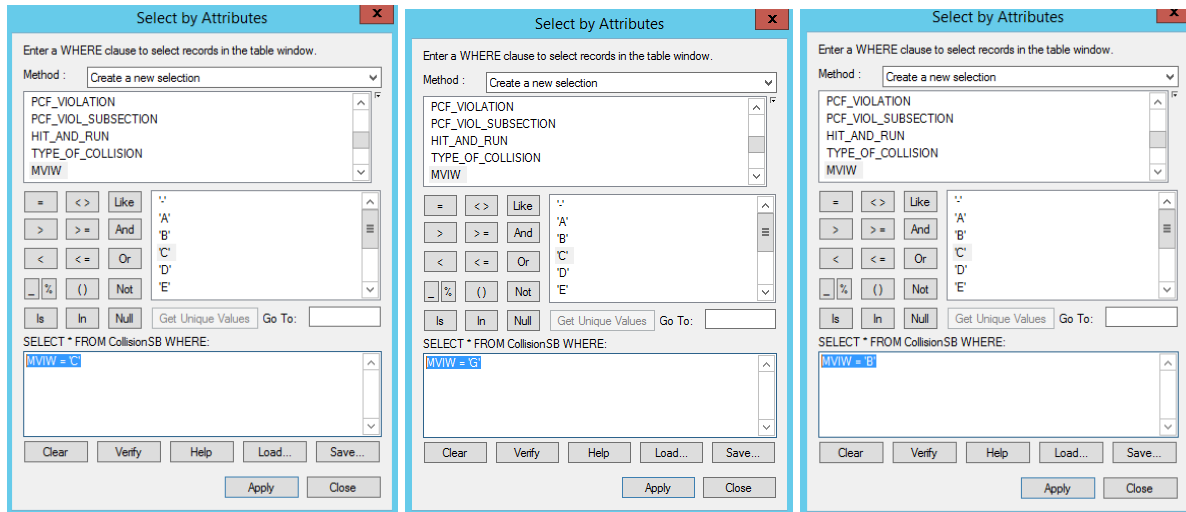 Select by Attributes
x
Enter a WHERE clause to select records in the table window.
Method :
Create a new selection
PCF_VIOLATION
PCF_VIOL_SUBSECTION
HIT_AND_RUN
TYPE_OF_COLLISION
MVIW
= <> Like
> >= And
< <= Or
_ % () Not
Is In Null
'-'
'A'
'B'
'C'
'D'
'E'
Get Unique Values Go To:
SELECT * FROM CollisionSB WHERE:
MVIW = 'C'
Clear Verify Help Load... Save...
Apply Close
Select by Attributes
x
Enter a WHERE clause to select records in the table window.
Method :
Create a new selection
PCF_VIOLATION
PCF_VIOL_SUBSECTION
HIT_AND_RUN
TYPE_OF_COLLISION
MVIW
= <> Like
> >= And
< <= Or
_ % () Not
Is In Null
'-'
'A'
'B'
'C'
'D'
'E'
Get Unique Values Go To:
SELECT * FROM CollisionSB WHERE:
MVIW = 'G'
Clear Verify Help Load... Save...
Apply Close
Select by Attributes
x
Enter a WHERE clause to select records in the table window.
Method :
Create a new selection
PCF_VIOLATION
PCF_VIOL_SUBSECTION
HIT_AND_RUN
TYPE_OF_COLLISION
MVIW
= <> Like
> >= And
< <= Or
_ % () Not
Is In Null
'-'
'A'
'B'
'C'
'D'
'E'
Get Unique Values Go To:
SELECT * FROM CollisionSB WHERE:
MVIW = 'B'
Clear Verify Help Load... Save...
Apply Close